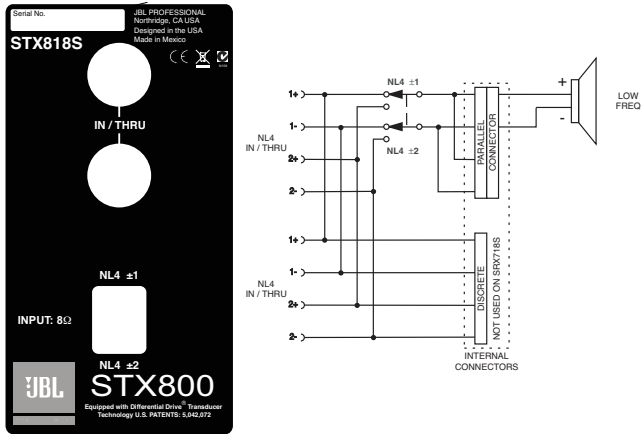 Serial No.
JBL PROFESSIONAL
Northridge, CA USA
Designed in the USA
Made in Mexico
STX818S
CE
IN / THRU
NL4 ±1
INPUT: 8Ω
NL4 ±2
JBL
STX800
Equipped with Differential Drive® Transducer
Technology U.S. PATENTS: 5,042,072
NL4 ±1
1+
1-
NL4
IN / THRU
2+
2-
NL4 ±2
PARALLEL
CONNECTOR
+
-
LOW
FREQ
1+
1-
NL4
IN / THRU
2+
2-
DISCRETE
NOT USED ON SRX718S
INTERNAL
CONNECTORS